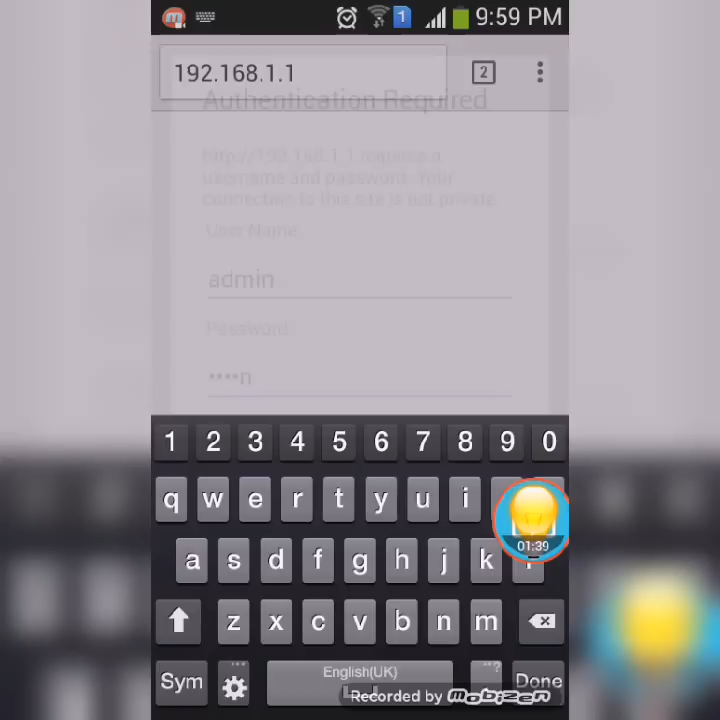 1 9:59 PM
192.168.1.1 2
Authentication Required
http://192.168.1.1 requires a
username and password. Your
connection to this site is not private
User Name
admin
Password
••••n
1 2 3 4 5 6 7 8 9 0
q w e r t y u i
01:39
a s d f g h j k l
z x c v b n m
English(UK)
Sym ...?
Done
Recorded by mobizen